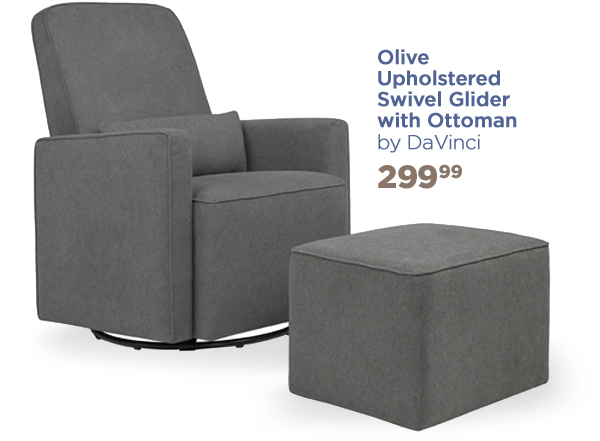 Olive
Upholstered
Swivel Glider
with Ottoman
by DaVinci
299⁹⁹